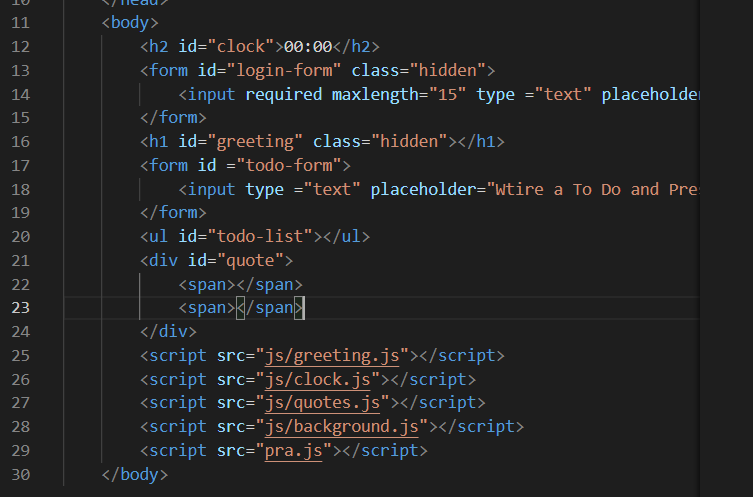 10 </head>
11 <body>
12 <h2 id="clock">00:00</h2>
13 <form id="login-form" class="hidden">
14 <input required maxlength="15" type ="text" placeholder
15 </form>
16 <h1 id="greeting" class="hidden"></h1>
17 <form id ="todo-form">
18 <input type ="text" placeholder="Wtire a To Do and Pres
19 </form>
20 <ul id="todo-list"></ul>
21 <div id="quote">
22 <span></span>
23 <span></span>
24 </div>
25 <script src="js/greeting.js"></script>
26 <script src="js/clock.js"></script>
27 <script src="js/quotes.js"></script>
28 <script src="js/background.js"></script>
29 <script src="pra.js"></script>
30 </body>